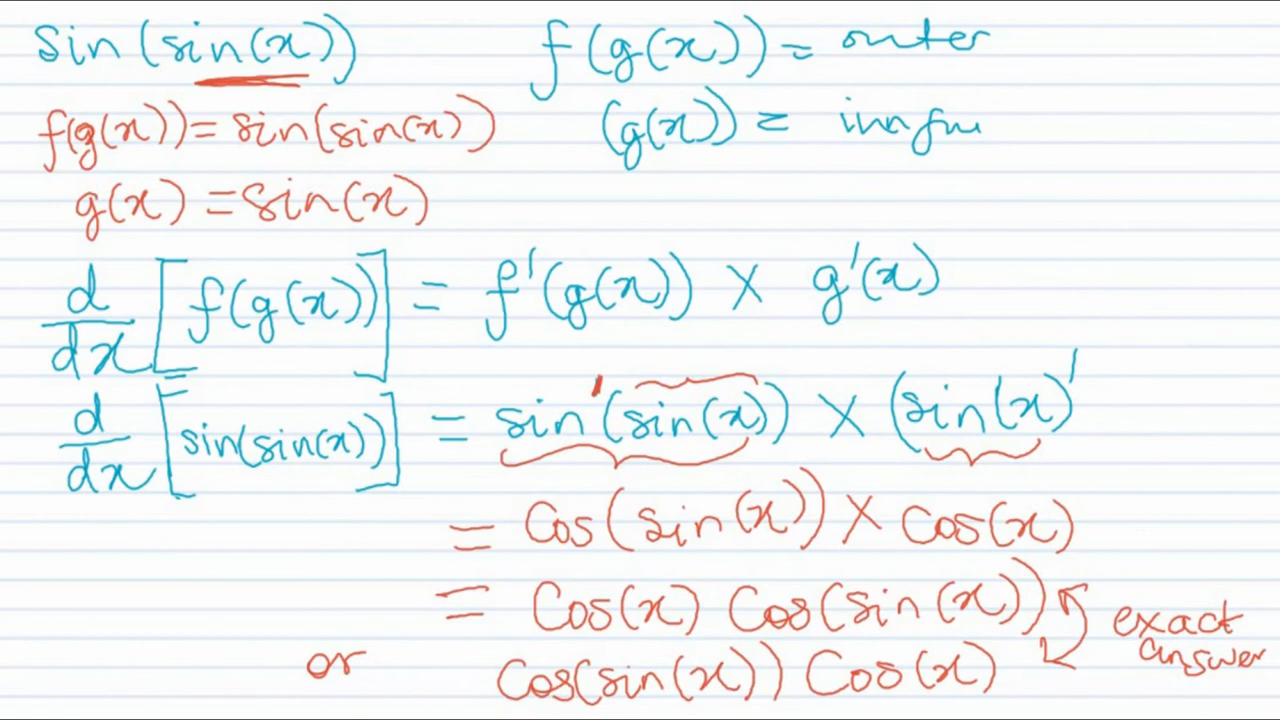 sin(sin(x))
f(g(x)) = outer
f(g(x)) = sin(sin(x))
(g(x)) =
g(x) = sin(x)
d/dx [f(g(x))] = f'(g(x)) × g'(x)
d/dx [sin(sin(x))] = sin'(sin(x)) × (sin(x)'
= Cos(sin(x)) × Cos(x)
= Cos(x) Cos(sin(x))
exact answer
or Cos(sin(x)) Cos(x)